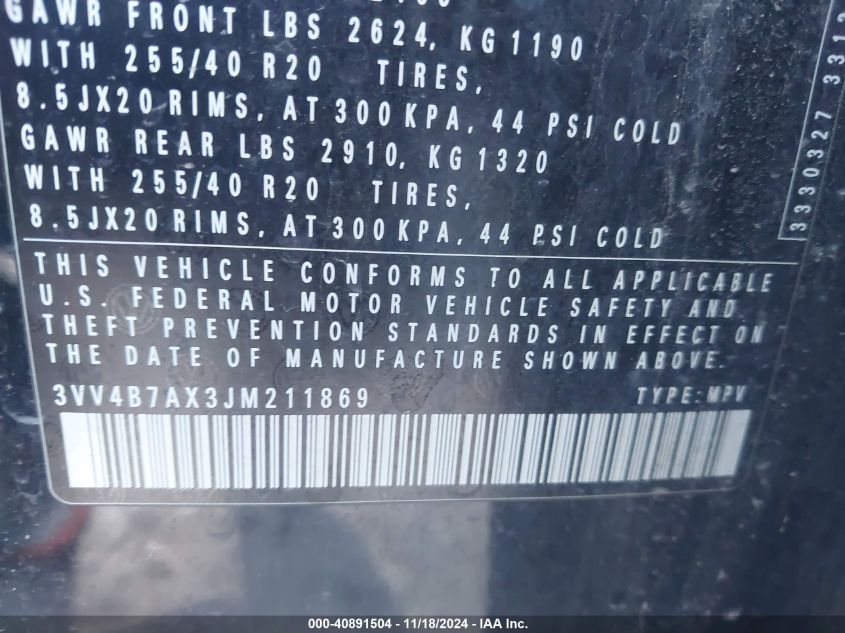 GAWR FRONT LBS 2624, KG 1190
WITH 255/40 R20 TIRES,
8.5JX20 RIMS, AT 300 KPA, 44 PSI COLD
GAWR REAR LBS 2910, KG 1320
WITH 255/40 R20 TIRES,
8.5JX20 RIMS, AT 300 KPA, 44 PSI COLD
3330327
THIS VEHICLE CONFORMS TO ALL APPLICABLE
U.S. FEDERAL MOTOR VEHICLE SAFETY AND
THEFT PREVENTION STANDARDS IN EFFECT ON
THE DATE OF MANUFACTURE SHOWN ABOVE.
3VV4B7AX3JM211869 TYPE: MPV
000-40891504 - 11/18/2024 - IAA Inc.